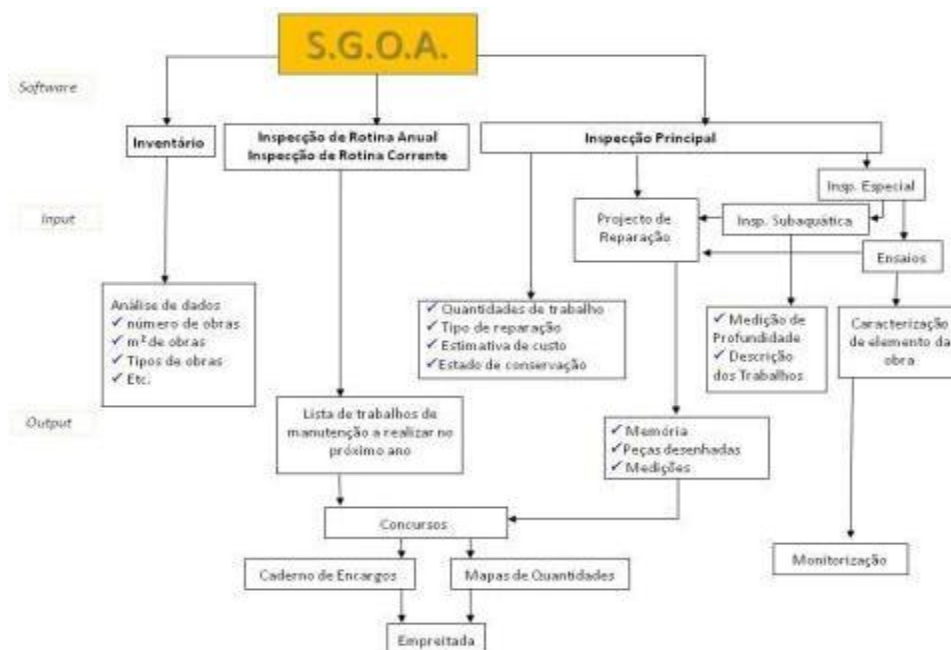 S.G.O.A.
Software
Inventário
Inspecção de Rotina Anual
Inspecção de Rotina Corrente
Inspecção Principal
Insp. Especial
Input
Projecto de
Reparação
Insp. Subaquática
Ensaios
Análise de dados
✓ número de obras
✓ m² de obras
✓ Tipos de obras
✓ Etc.
✓ Quantidades de trabalho
✓ Tipo de reparação
✓ Estimativa de custo
✓ Estado de conservação
✓ Medição de
Profundidade
✓ Descrição
dos Trabalhos
Caracterização
de elemento da
obra
Output
Lista de trabalhos de
manutenção a realizar no
próximo ano
✓ Memória
✓ Peças desenhadas
✓ Medições
Concursos
Monitorização
Caderno de Encargos
Mapas de Quantidades
Empreitada